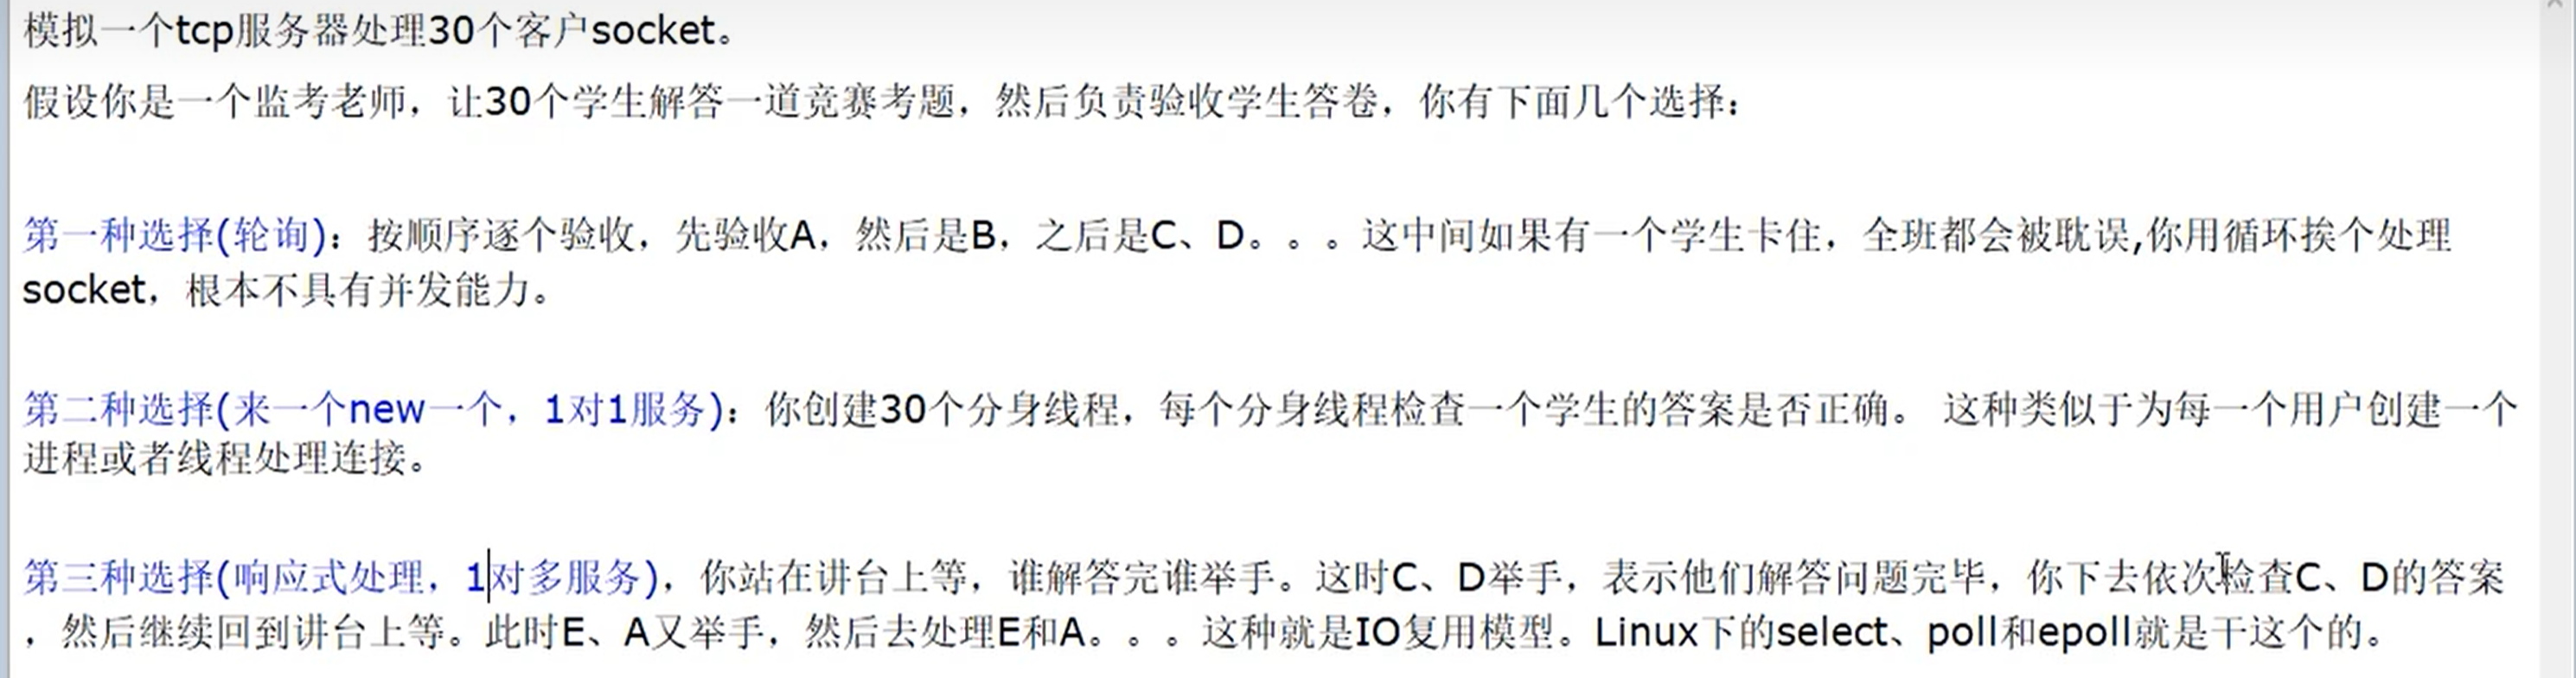 模拟一个tcp服务器处理30个客户socket。
假设你是一个监考老师，让30个学生解答一道竞赛考题，然后负责验收学生答卷，你有下面几个选择：
第一种选择(轮询)：按顺序逐个验收，先验收A，然后是B，之后是C、D。。。这中间如果有一个学生卡住，全班都会被耽误,你用循环挨个处理
socket，根本不具有并发能力。
第二种选择(来一个new一个，1对1服务)：你创建30个分身线程，每个分身线程检查一个学生的答案是否正确。 这种类似于为每一个用户创建一个
进程或者线程处理连接。
第三种选择(响应式处理，1对多服务)，你站在讲台上等，谁解答完谁举手。这时C、D举手，表示他们解答问题完毕，你下去依次检查C、D的答案
，然后继续回到讲台上等。此时E、A又举手，然后去处理E和A。。。这种就是IO复用模型。Linux下的select、poll和epoll就是干这个的。